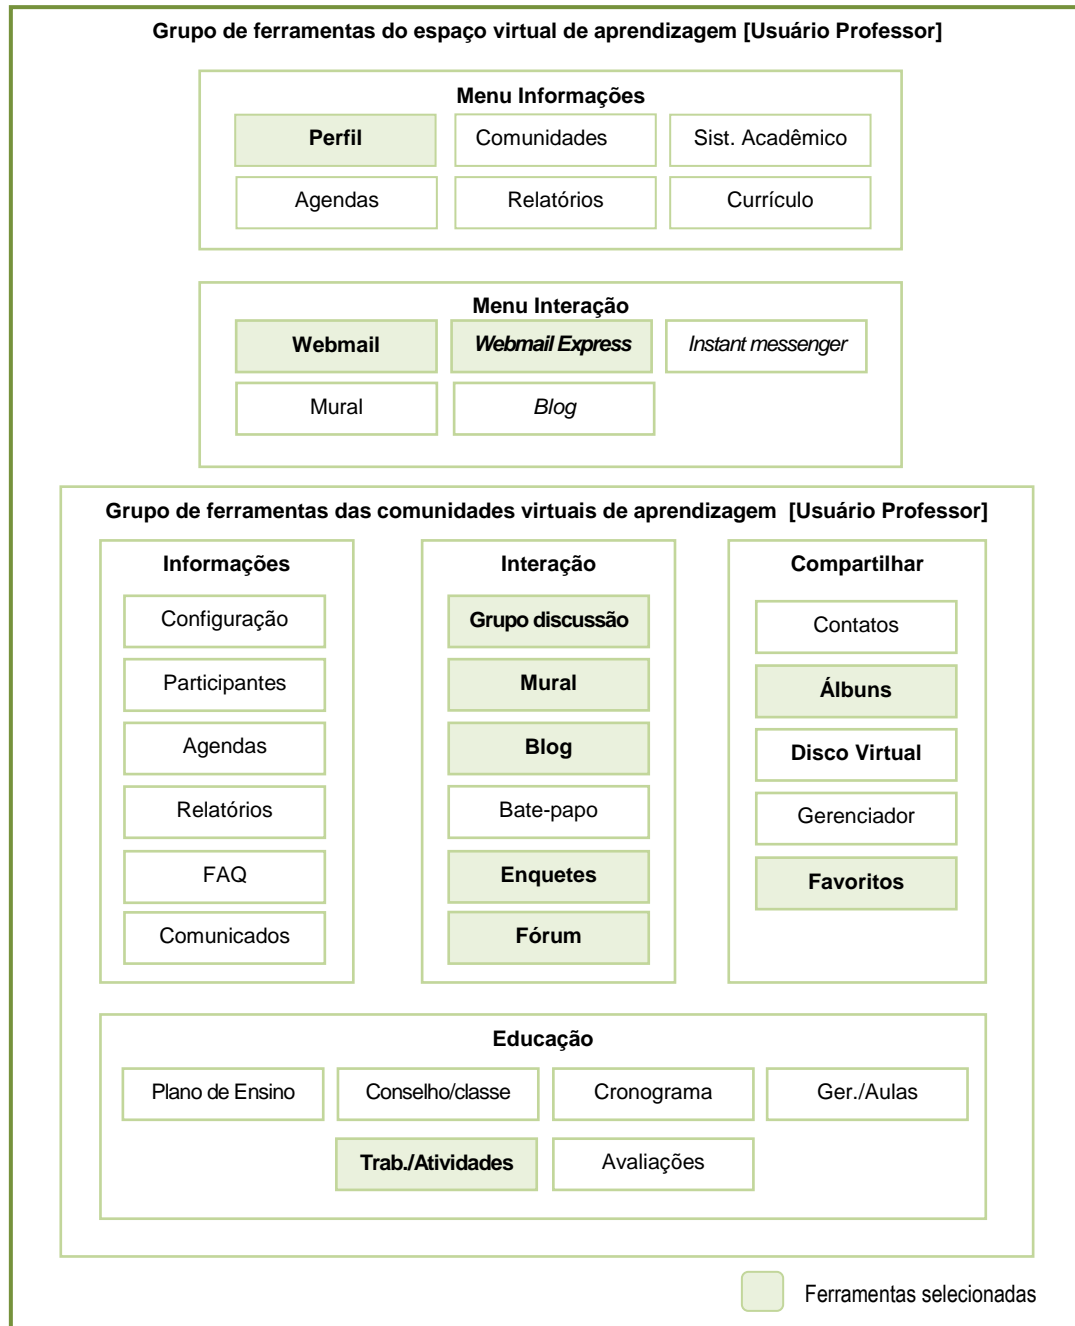 Grupo de ferramentas do espaço virtual de aprendizagem [Usuário Professor]
Menu Informações
Perfil
Comunidades
Sist. Acadêmico
Agendas
Relatórios
Currículo
Menu Interação
Webmail
Webmail Express
Instant messenger
Mural
Blog
Grupo de ferramentas das comunidades virtuais de aprendizagem [Usuário Professor]
Informações
Configuração
Participantes
Agendas
Relatórios
FAQ
Comunicados
Interação
Grupo discussão
Mural
Blog
Bate-papo
Enquetes
Fórum
Compartilhar
Contatos
Álbuns
Disco Virtual
Gerenciador
Favoritos
Educação
Plano de Ensino
Conselho/classe
Cronograma
Ger./Aulas
Trab./Atividades
Avaliações
Ferramentas selecionadas